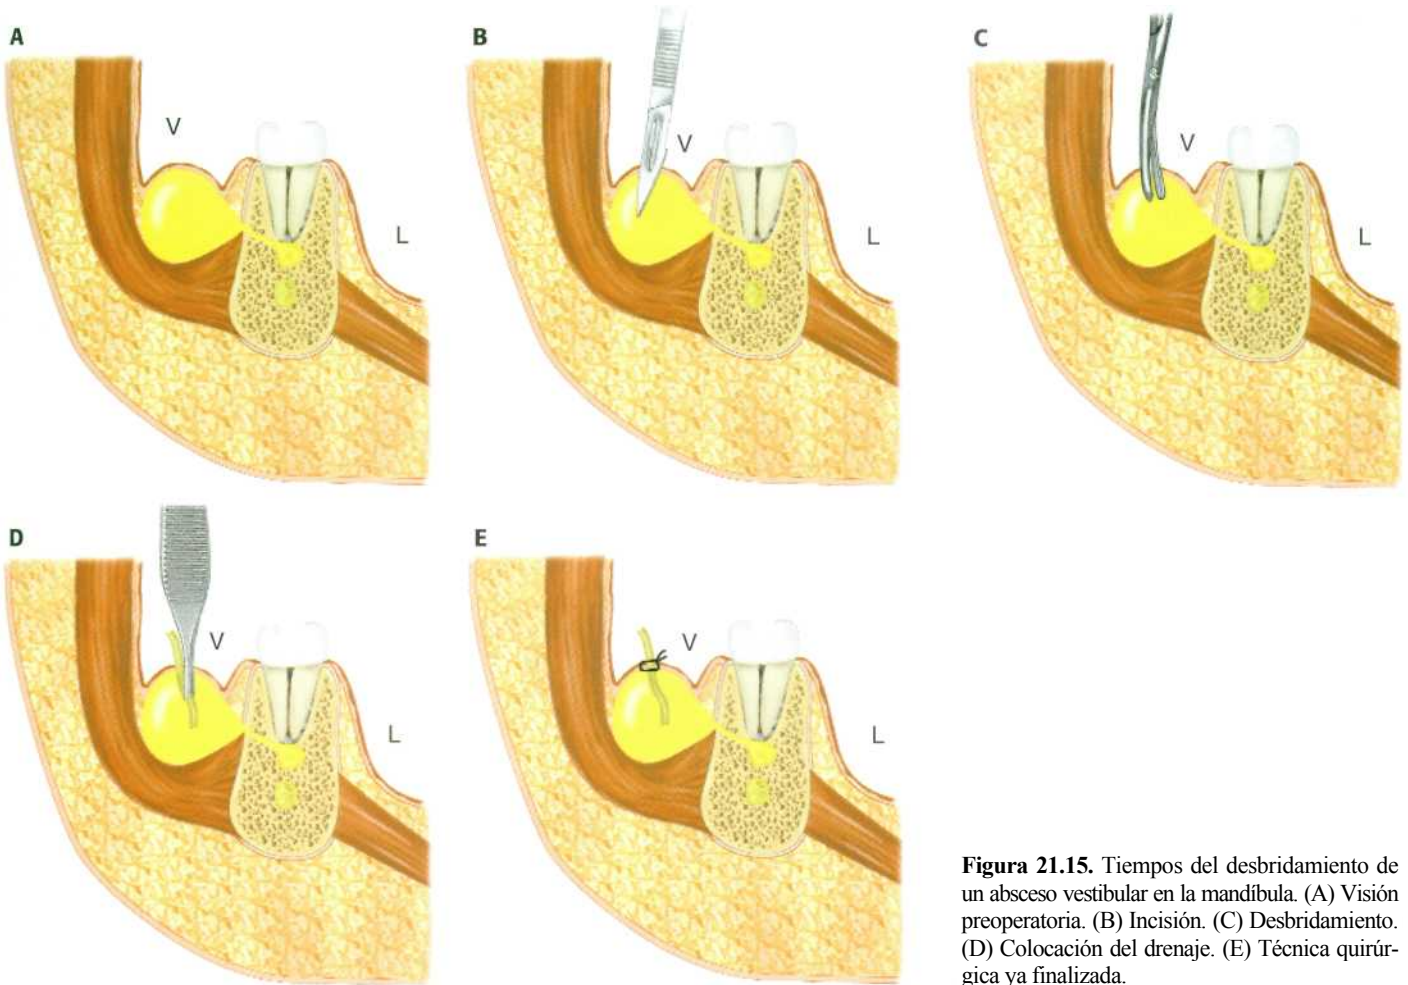 A
B
C
V
V
V
L
L
L
D
E
V
V
L
L
Figura 21.15. Tiempos del desbridamiento de
un absceso vestibular en la mandíbula. (A) Visión
preoperatoria. (B) Incisión. (C) Desbridamiento.
(D) Colocación del drenaje. (E) Técnica quirúr-
gica ya finalizada.